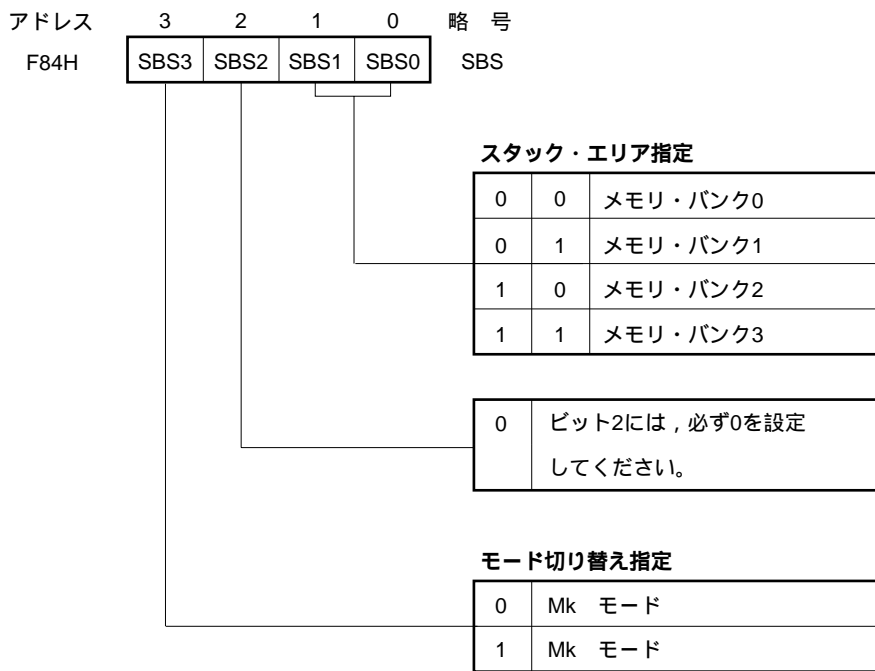 アドレス 3 2 1 0 略 号
F84H SBS3 SBS2 SBS1 SBS0 SBS
スタック・エリア指定
0 0 メモリ・バンク0
0 1 メモリ・バンク1
1 0 メモリ・バンク2
1 1 メモリ・バンク3
0 ビット2には，必ず0を設定
してください。
モード切り替え指定
0 Mk モード
1 Mk モード